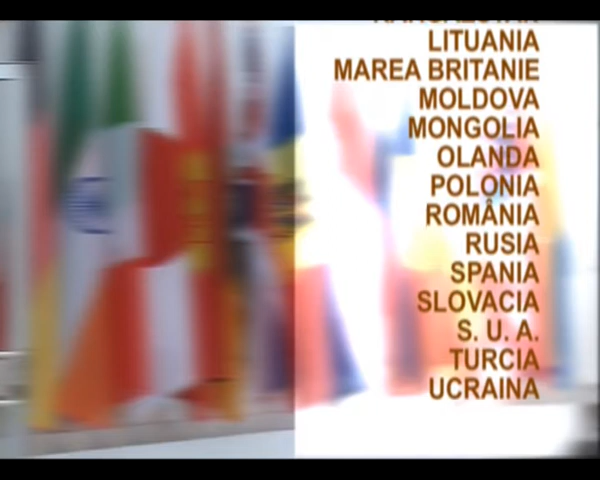 LITUANIA
MAREA BRITANIE
MOLDOVA
MONGOLIA
OLANDA
POLONIA
ROMÂNIA
RUSIA
SPANIA
SLOVACIA
S. U. A.
TURCIA
UCRAINA